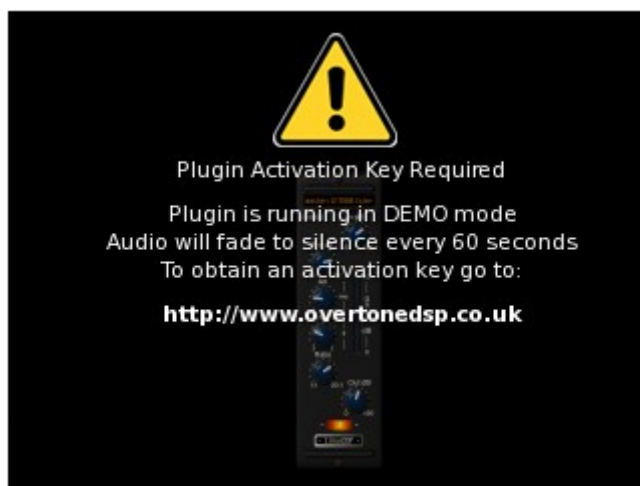 Plugin Activation Key Required
Plugin is running in DEMO mode
Audio will fade to silence every 60 seconds
To obtain an activation key go to:
http://www.overtonedsp.co.uk
Ratio